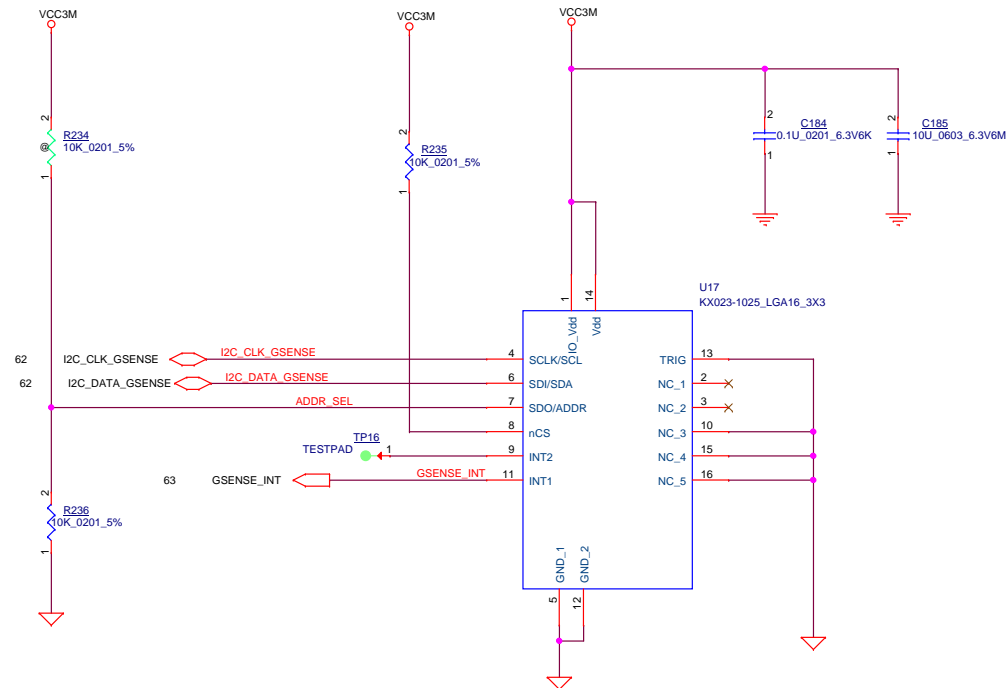 VCC3M
VCC3M
VCC3M
2
R234
@
10K_0201_5%
1
2
R235
10K_0201_5%
1
2
C184
0.1U_0201_6.3V6K
1
2
C185
10U_0603_6.3V6M
1
U17
KX023-1025_LGA16_3X3
1
14
IO_Vdd
Vdd
62
I2C_CLK_GSENSE
I2C_CLK_GSENSE
4
SCLK/SCL
TRIG
13
62
I2C_DATA_GSENSE
I2C_DATA_GSENSE
6
SDI/SDA
NC_1
2
ADDR_SEL
7
SDO/ADDR
NC_2
3
8
nCS
NC_3
10
TP16
TESTPAD
1
9
INT2
NC_4
15
63
GSENSE_INT
GSENSE_INT
11
INT1
NC_5
16
2
R236
10K_0201_5%
1
GND_1
GND_2
5
12